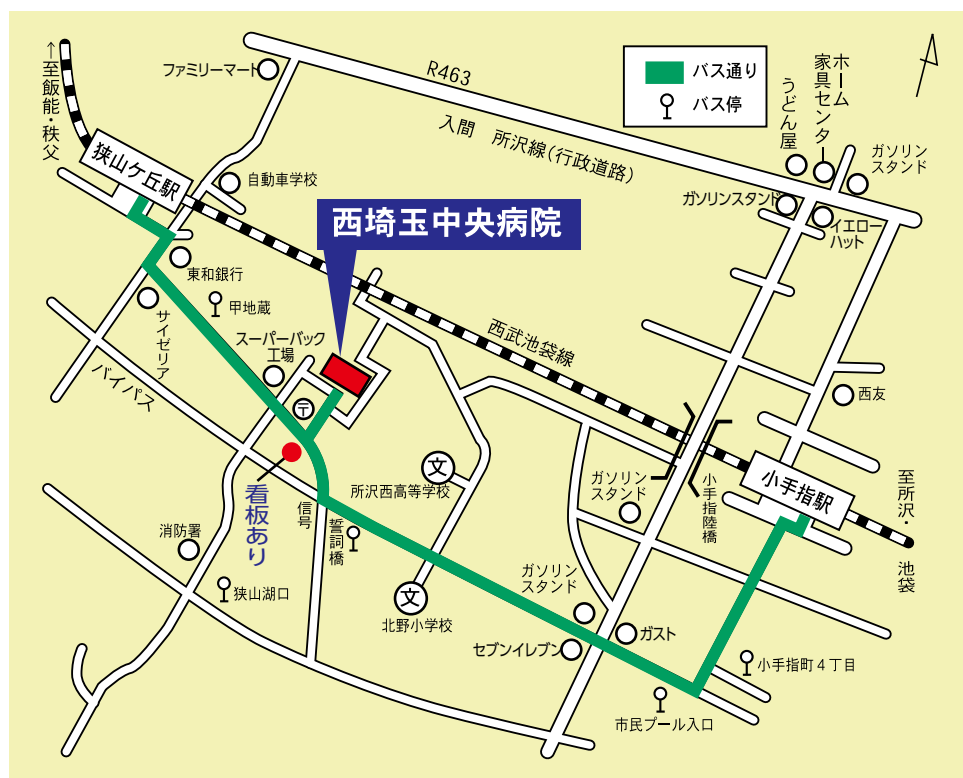 ↑至飯能・秩父
ファミリーマート
R463
入間　所沢線(行政道路)
バス通り
バス停
うどん屋
ホーム
家具センター
ガソリン
スタンド
ガソリンスタンド
イエロー
ハット
狭山ケ丘駅
自動車学校
西埼玉中央病院
東和銀行
甲地蔵
サイゼリア
スーパーバック
工場
バイパス
西武池袋線
西友
〒
看板あり
文
所沢西高等学校
ガソリン
スタンド
小手指陸橋
小手指駅
至所沢・池袋
信号
誓詞橋
消防署
狭山湖口
文
北野小学校
ガソリン
スタンド
セブンイレブン
ガスト
小手指町4丁目
市民プール入口